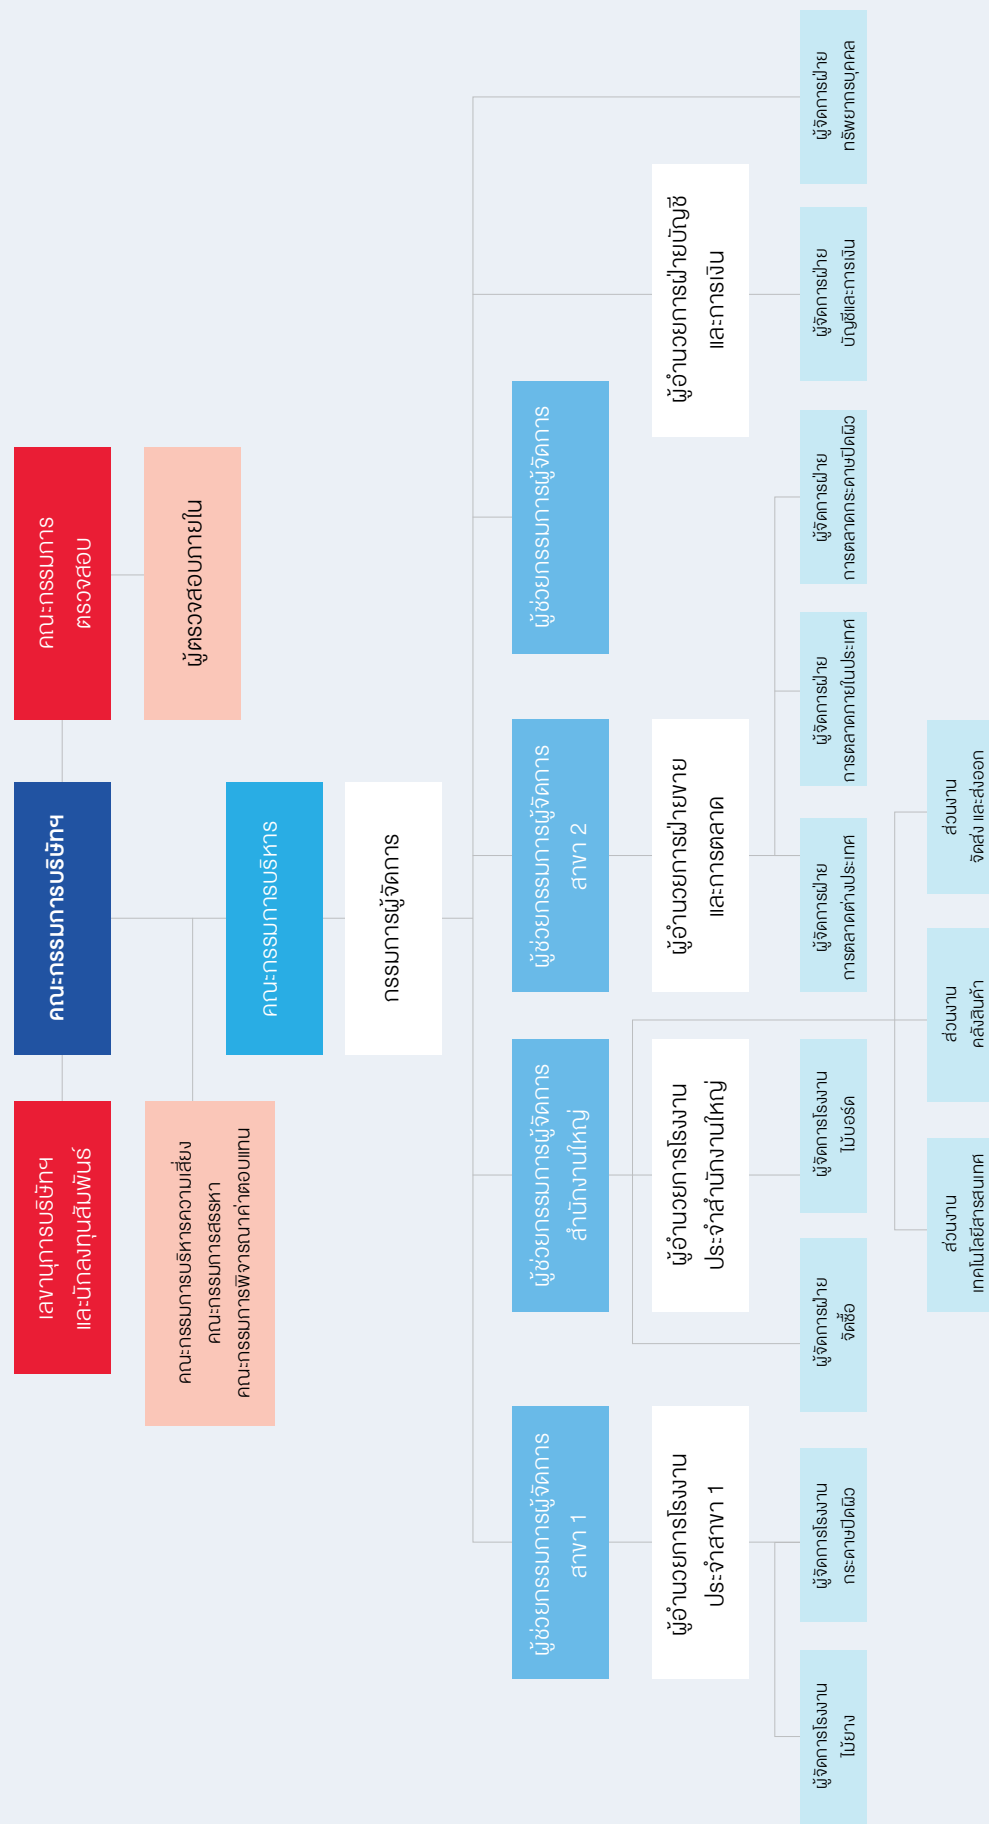 เลขานุการบริษัทฯ
และนักลงทุนสัมพันธ์
คณะกรรมการบริษัทฯ
คณะกรรมการ
ตรวจสอบ
คณะกรรมการบริหารความเสี่ยง
คณะกรรมการสรรหา
คณะกรรมการพิจารณาค่าตอบแทน
ผู้ตรวจสอบภายใน
คณะกรรมการบริหาร
กรรมการผู้จัดการ
ผู้ช่วยกรรมการผู้จัดการ
สาขา 1
ผู้ช่วยกรรมการผู้จัดการ
สำนักงานใหญ่
ผู้ช่วยกรรมการผู้จัดการ
สาขา 2
ผู้ช่วยกรรมการผู้จัดการ
ผู้อำนวยการโรงงาน
ประจำสาขา 1
ผู้อำนวยการโรงงาน
ประจำสำนักงานใหญ่
ผู้อำนวยการฝ่ายขาย
และการตลาด
ผู้อำนวยการฝ่ายบัญชี
และการเงิน
ผู้จัดการโรงงาน
ไม้ยาง
ผู้จัดการโรงงาน
กระดาษปิดผิว
ผู้จัดการฝ่าย
จัดซื้อ
ผู้จัดการโรงงาน
ไม้บอร์ด
ผู้จัดการฝ่าย
การตลาดต่างประเทศ
ผู้จัดการฝ่าย
การตลาดภายในประเทศ
ผู้จัดการฝ่าย
การตลาดกระดาษปิดผิว
ผู้จัดการฝ่าย
บัญชีและการเงิน
ผู้จัดการฝ่าย
ทรัพยากรบุคคล
ส่วนงาน
เทคโนโลยีสารสนเทศ
ส่วนงาน
คลังสินค้า
ส่วนงาน
จัดส่ง และส่งออก